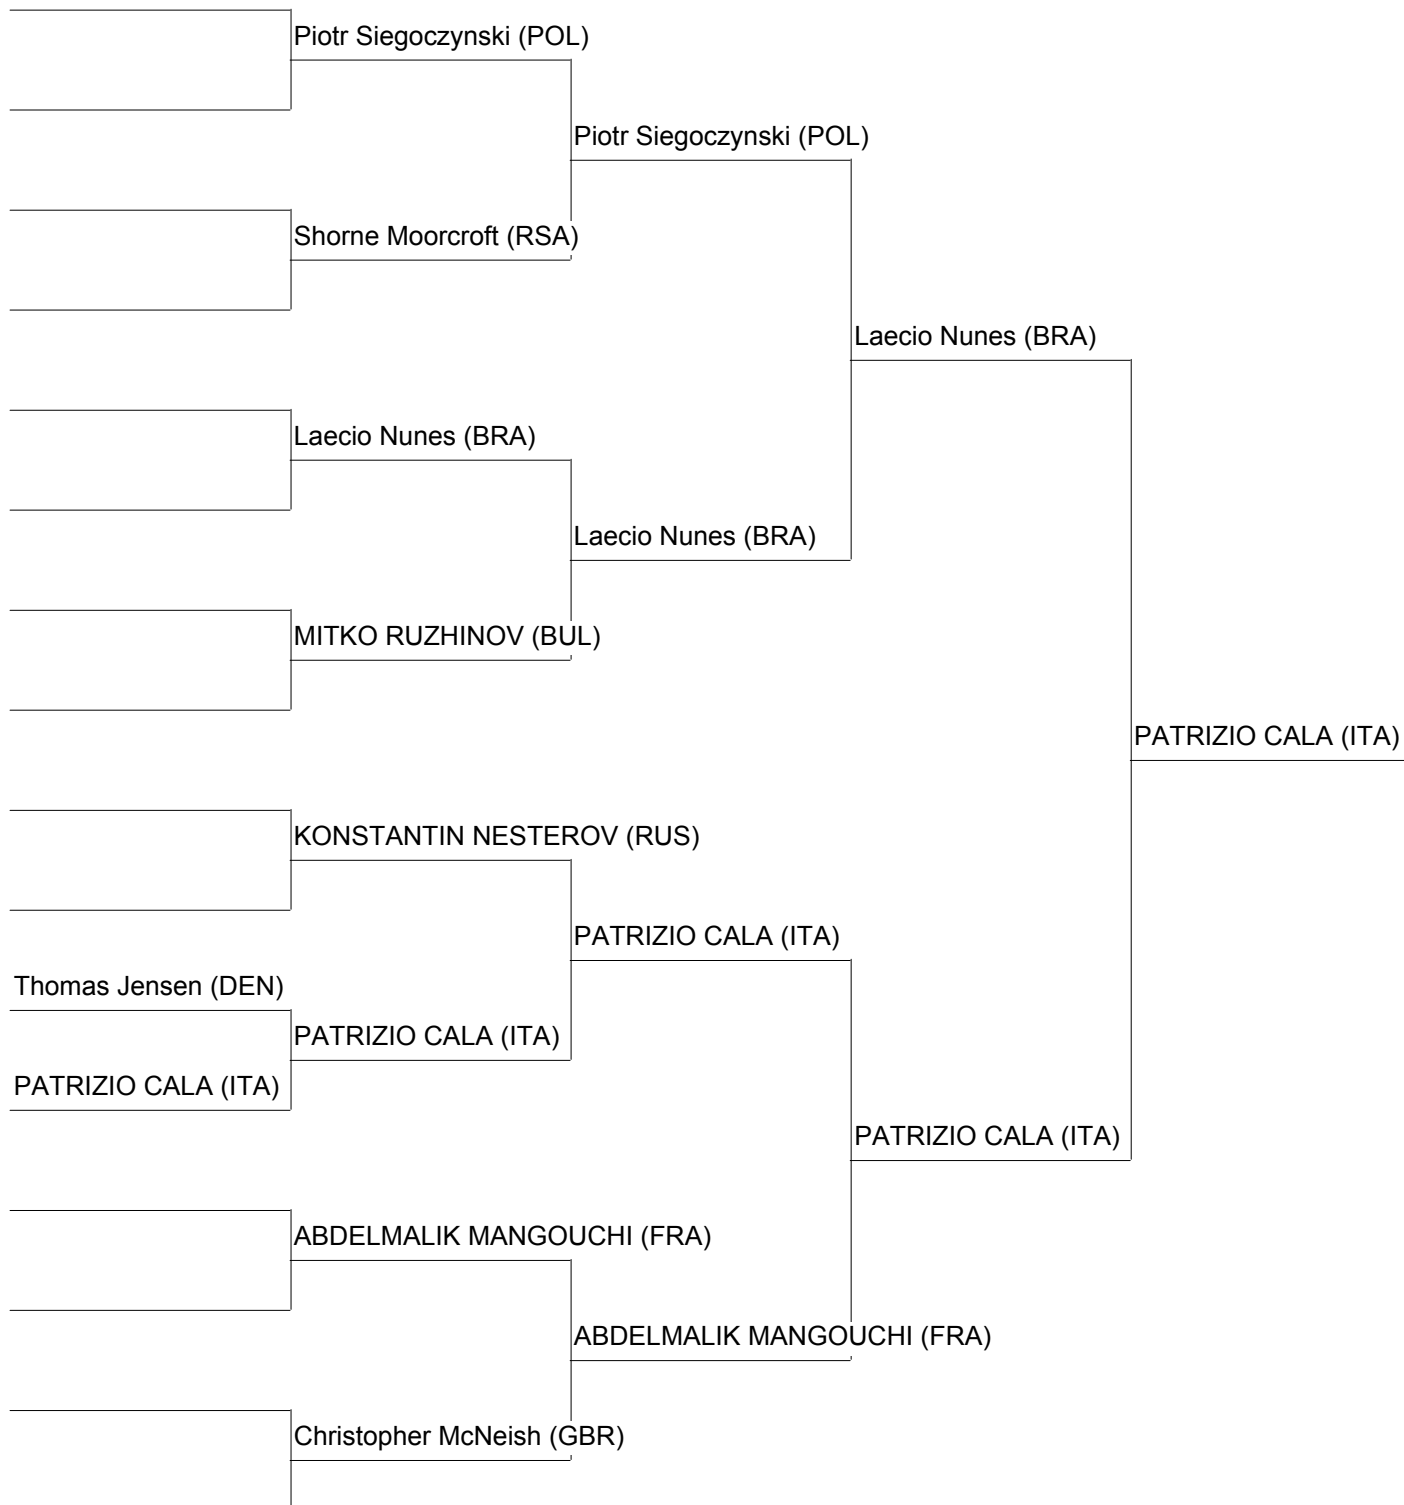 Piotr Siegoczynski (POL)
Piotr Siegoczynski (POL)
Shorne Moorcroft (RSA)
Laecio Nunes (BRA)
Laecio Nunes (BRA)
Laecio Nunes (BRA)
MITKO RUZHINOV (BUL)
PATRIZIO CALA (ITA)
KONSTANTIN NESTEROV (RUS)
PATRIZIO CALA (ITA)
Thomas Jensen (DEN)
PATRIZIO CALA (ITA)
PATRIZIO CALA (ITA)
PATRIZIO CALA (ITA)
ABDELMALIK MANGOUCHI (FRA)
ABDELMALIK MANGOUCHI (FRA)
Christopher McNeish (GBR)